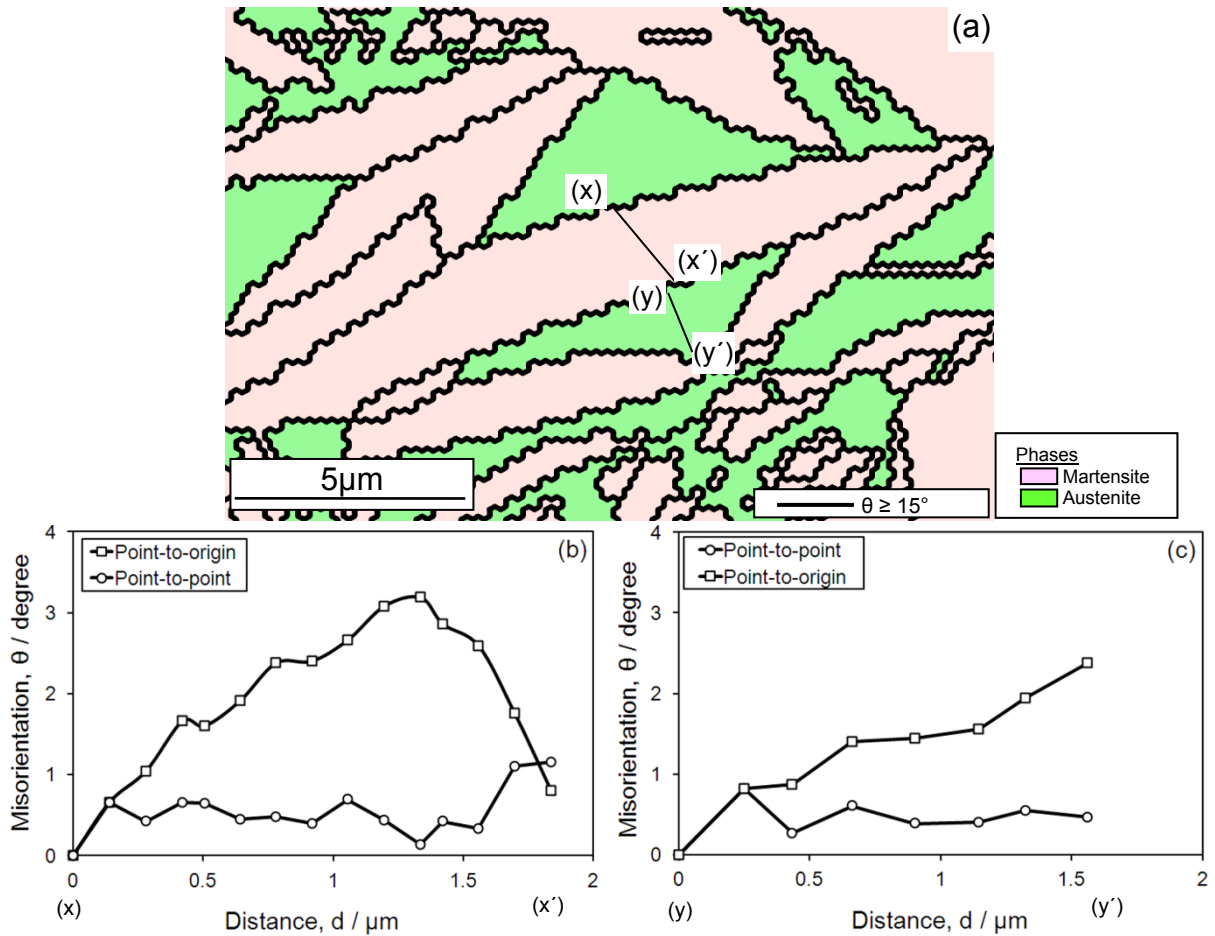 (a)
(x)
(x´)
(y)
(y´)
5µm
θ ≥ 15°
Phases
Martensite
Austenite
(b)
Point-to-origin
Point-to-point
Misorientation, θ / degree
4
3
2
1
0
0 0.5 1 1.5 2
(x) (x´)
Distance, d / µm
(c)
Point-to-point
Point-to-origin
Misorientation, θ / degree
4
3
2
1
0
0 0.5 1 1.5 2
(y) (y´)
Distance, d / µm